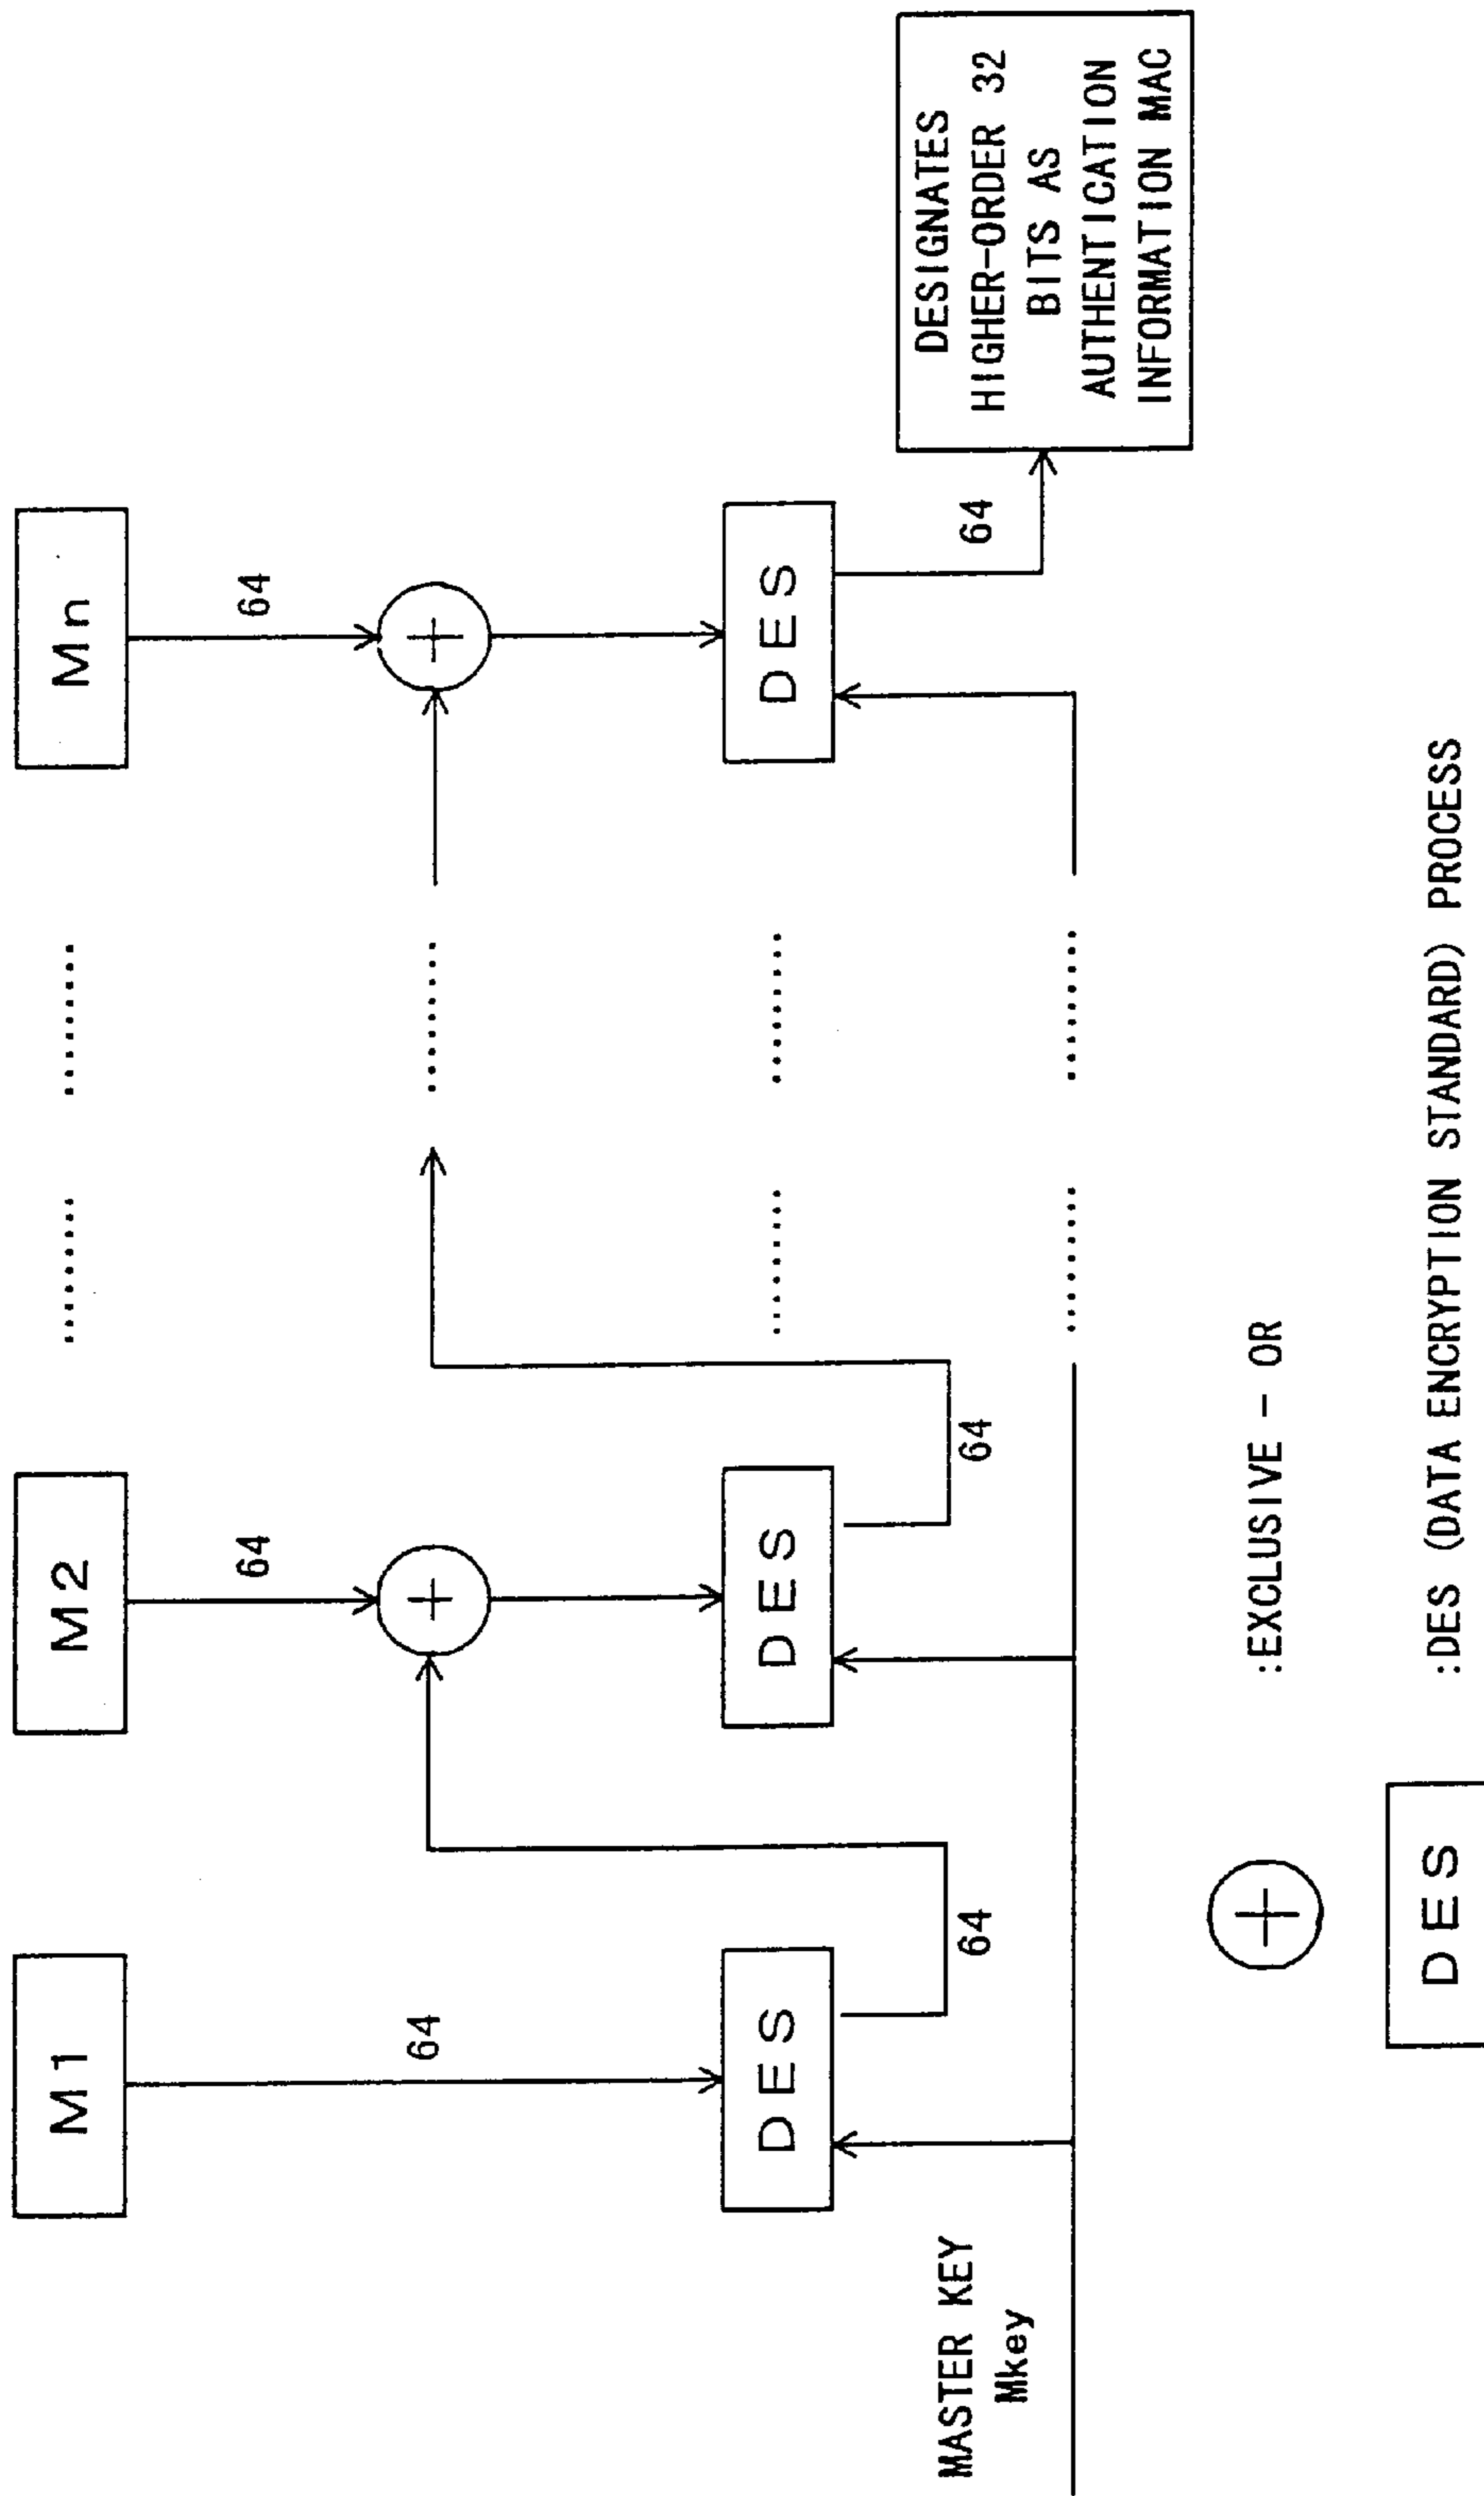 M1
M2
........
........
Mn
64
64
64
........
+
+
DES
DES
........
........
DES
64
64
64
MASTER KEY
Mkey
........
........
DESIGNATES
HIGHER-ORDER 32
BITS AS
AUTHENTICATION
INFORMATION MAC
+ :EXCLUSIVE - OR
DES :DES (DATA ENCRYPTION STANDARD) PROCESS